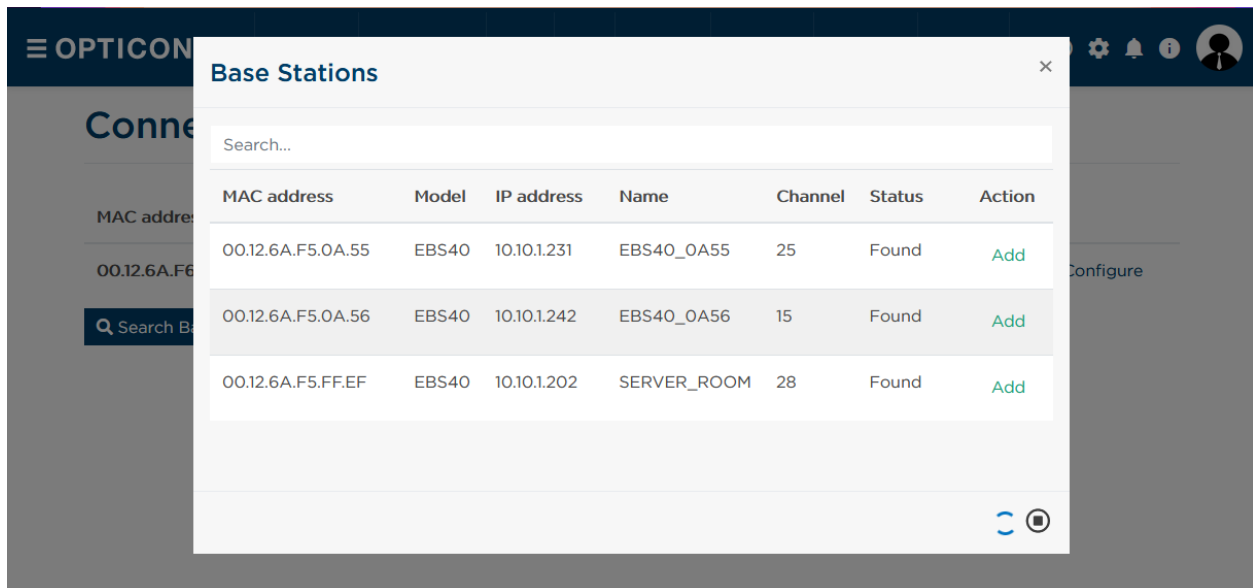 OPTICON
Base Stations
×
Conne
Search...
MAC address Model IP address Name Channel Status Action
MAC addres
00.12.6A.F5.0A.55 EBS40 10.10.1.231 EBS40_0A55 25 Found Add
00.12.6A.F6 Configure
00.12.6A.F5.0A.56 EBS40 10.10.1.242 EBS40_0A56 15 Found Add
Search Ba
00.12.6A.F5.FF.EF EBS40 10.10.1.202 SERVER_ROOM 28 Found Add